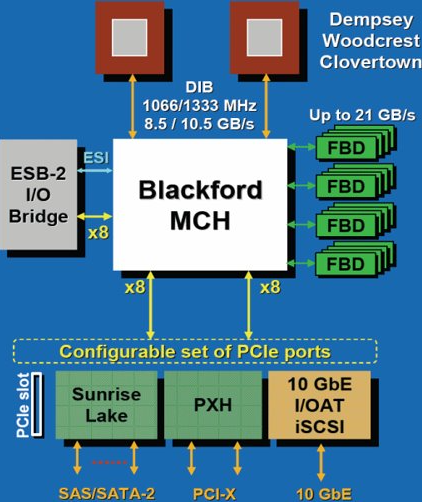 Dempsey
Woodcrest
Clovertown
DIB
1066/1333 MHz
8.5 / 10.5 GB/s
Up to 21 GB/s
ESB-2
I/O
Bridge
ESI
x8
Blackford
MCH
FBD
FBD
FBD
FBD
x8
x8
Configurable set of PCIe ports
PCIe slot
Sunrise
Lake
PXH
10 GbE
I/OAT
iSCSI
SAS/SATA-2
PCI-X
10 GbE